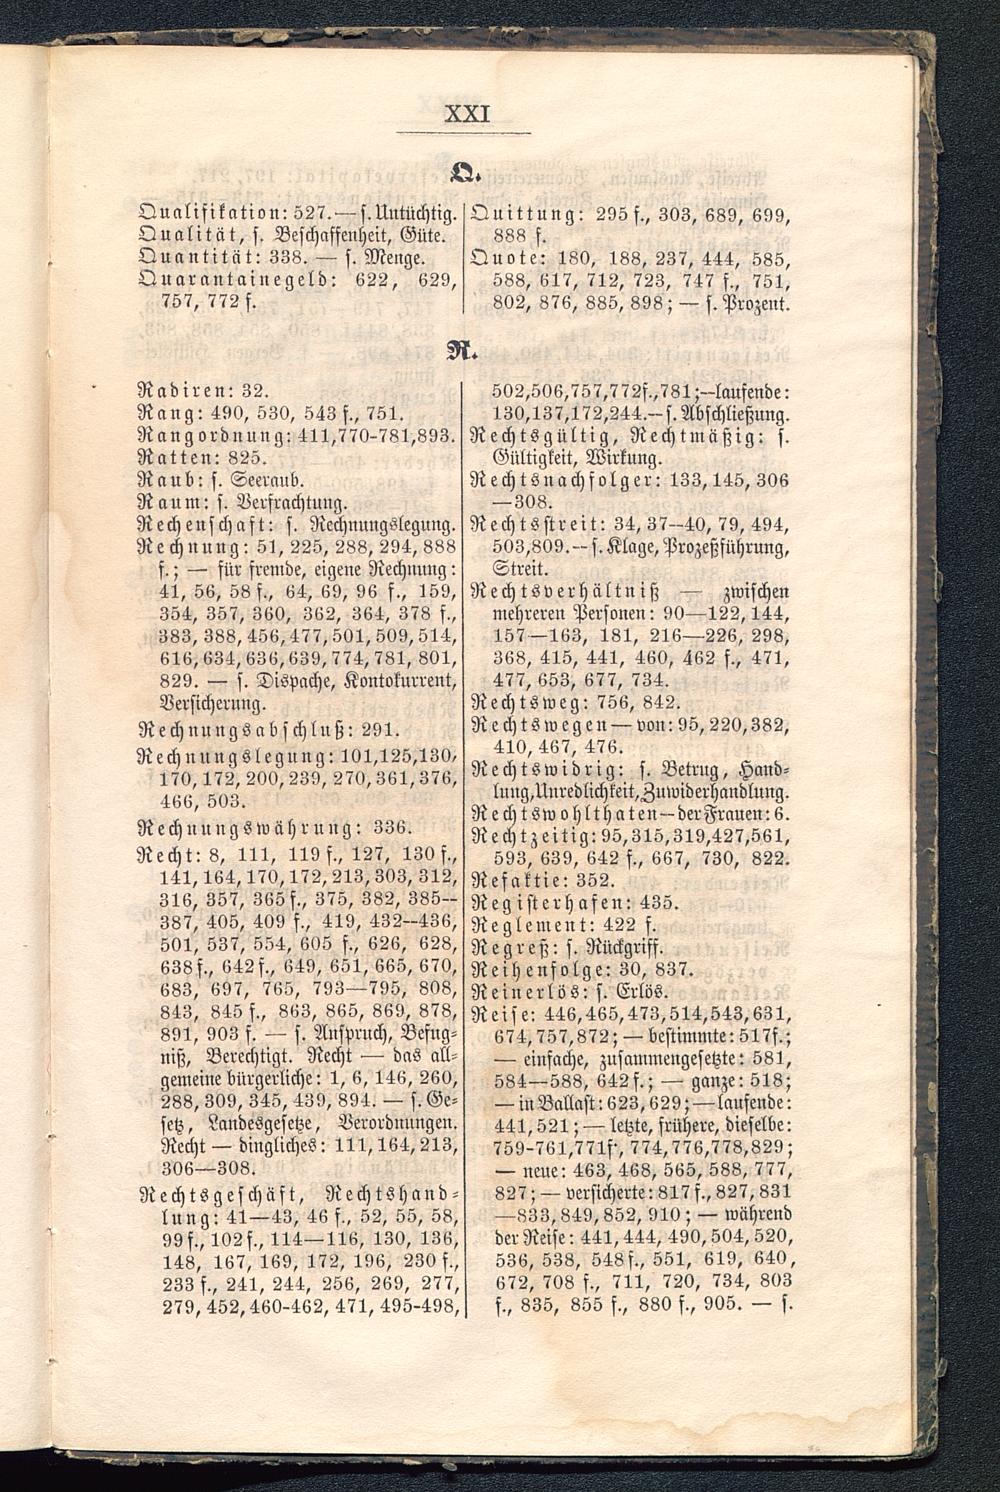 XXI
Q.
Qualifikation: 527. — s. Untüchtig.
Qualität, s. Beschaffenheit, Güte.
Quantität: 338. — s. Menge.
Quarantainegeld: 622, 629,
757, 772 f.
Quittung: 295 f., 303, 689, 699,
888 f.
Quote: 180, 188, 237, 444, 585,
588, 617, 712, 723, 747 f., 751,
802, 876, 885, 898; — s. Prozent.
R.
Radiren: 32.
Rang: 490, 530, 543 f., 751.
Rangordnung: 411, 770-781, 893.
Ratten: 825.
Raub: s. Seeraub.
Raum: s. Verfrachtung.
Rechenschaft: s. Rechnungslegung.
Rechnung: 51, 225, 288, 294, 888
f.; — für fremde, eigene Rechnung:
41, 56, 58 f., 64, 69, 96 f., 159,
354, 357, 360, 362, 364, 378 f.,
383, 388, 456, 477, 501, 509, 514,
616, 634, 636, 639, 774, 781, 801,
829. — s. Dispache, Kontokurrent,
Versicherung.
Rechnungsabschluß: 291.
Rechnungslegung: 101, 125, 130,
170, 172, 200, 239, 270, 361, 376,
466, 503.
Rechnungswährung: 336.
Recht: 8, 111, 119 f., 127, 130 f.,
141, 164, 170, 172, 213, 303, 312,
316, 357, 365 f., 375, 382, 385—
387, 405, 409 f., 419, 432—436,
501, 537, 554, 605 f., 626, 628,
638 f., 642 f., 649, 651, 665, 670,
683, 697, 765, 793—795, 808,
843, 845 f., 863, 865, 869, 878,
891, 903 f. — s. Anspruch, Befug-
niß, Berechtigt. Recht — das all-
gemeine bürgerliche: 1, 6, 146, 260,
288, 309, 345, 439, 894. — s. Ge-
setz, Landesgesetze, Verordnungen.
Recht — dingliches: 111, 164, 213,
306—308.
Rechtsgeschäft, Rechtshand-
lung: 41—43, 46 f., 52, 55, 58,
99 f., 102 f., 114—116, 130, 136,
148, 167, 169, 172, 196, 230 f.,
233 f., 241, 244, 256, 269, 277,
279, 452, 460-462, 471, 495-498,
502, 506, 757, 772 f., 781; — laufende:
130, 137, 172, 244. — s. Abschließung.
Rechtsgültig, Rechtmäßig: s.
Gültigkeit, Wirkung.
Rechtsnachfolger: 133, 145, 306
—308.
Rechtsstreit: 34, 37—40, 79, 494,
503, 809. — s. Klage, Prozeßführung,
Streit.
Rechtsverhältniß — zwischen
mehreren Personen: 90—122, 144,
157—163, 181, 216—226, 298,
368, 415, 441, 460, 462 f., 471,
477, 653, 677, 734.
Rechtsweg: 756, 842.
Rechtswegen — von: 95, 220, 382,
410, 467, 476.
Rechtswidrig: s. Betrug, Hand-
lung, Unredlichkeit, Zuwiderhandlung.
Rechtswohlthaten — der Frauen: 6.
Rechtzeitig: 95, 315, 319, 427, 561,
593, 639, 642 f., 667, 730, 822.
Refaktie: 352.
Registerhafen: 435.
Reglement: 422 f.
Regreß: s. Rückgriff.
Reihenfolge: 30, 837.
Reinerlös: s. Erlös.
Reise: 446, 465, 473, 514, 543, 631,
674, 757, 872; — bestimmte: 517 f.;
— einfache, zusammengesetzte: 581,
584—588, 642 f.; — ganze: 518;
— in Ballast: 623, 629; — laufende:
441, 521; — letzte, frühere, dieselbe:
759-761, 771 f., 774, 776, 778, 829;
— neue: 463, 468, 565, 588, 777,
827; — versicherte: 817 f., 827, 831
—833, 849, 852, 910; — während
der Reise: 441, 444, 490, 504, 520,
536, 538, 548 f., 551, 619, 640,
672, 708 f., 711, 720, 734, 803
f., 835, 855 f., 880 f., 905. — s.